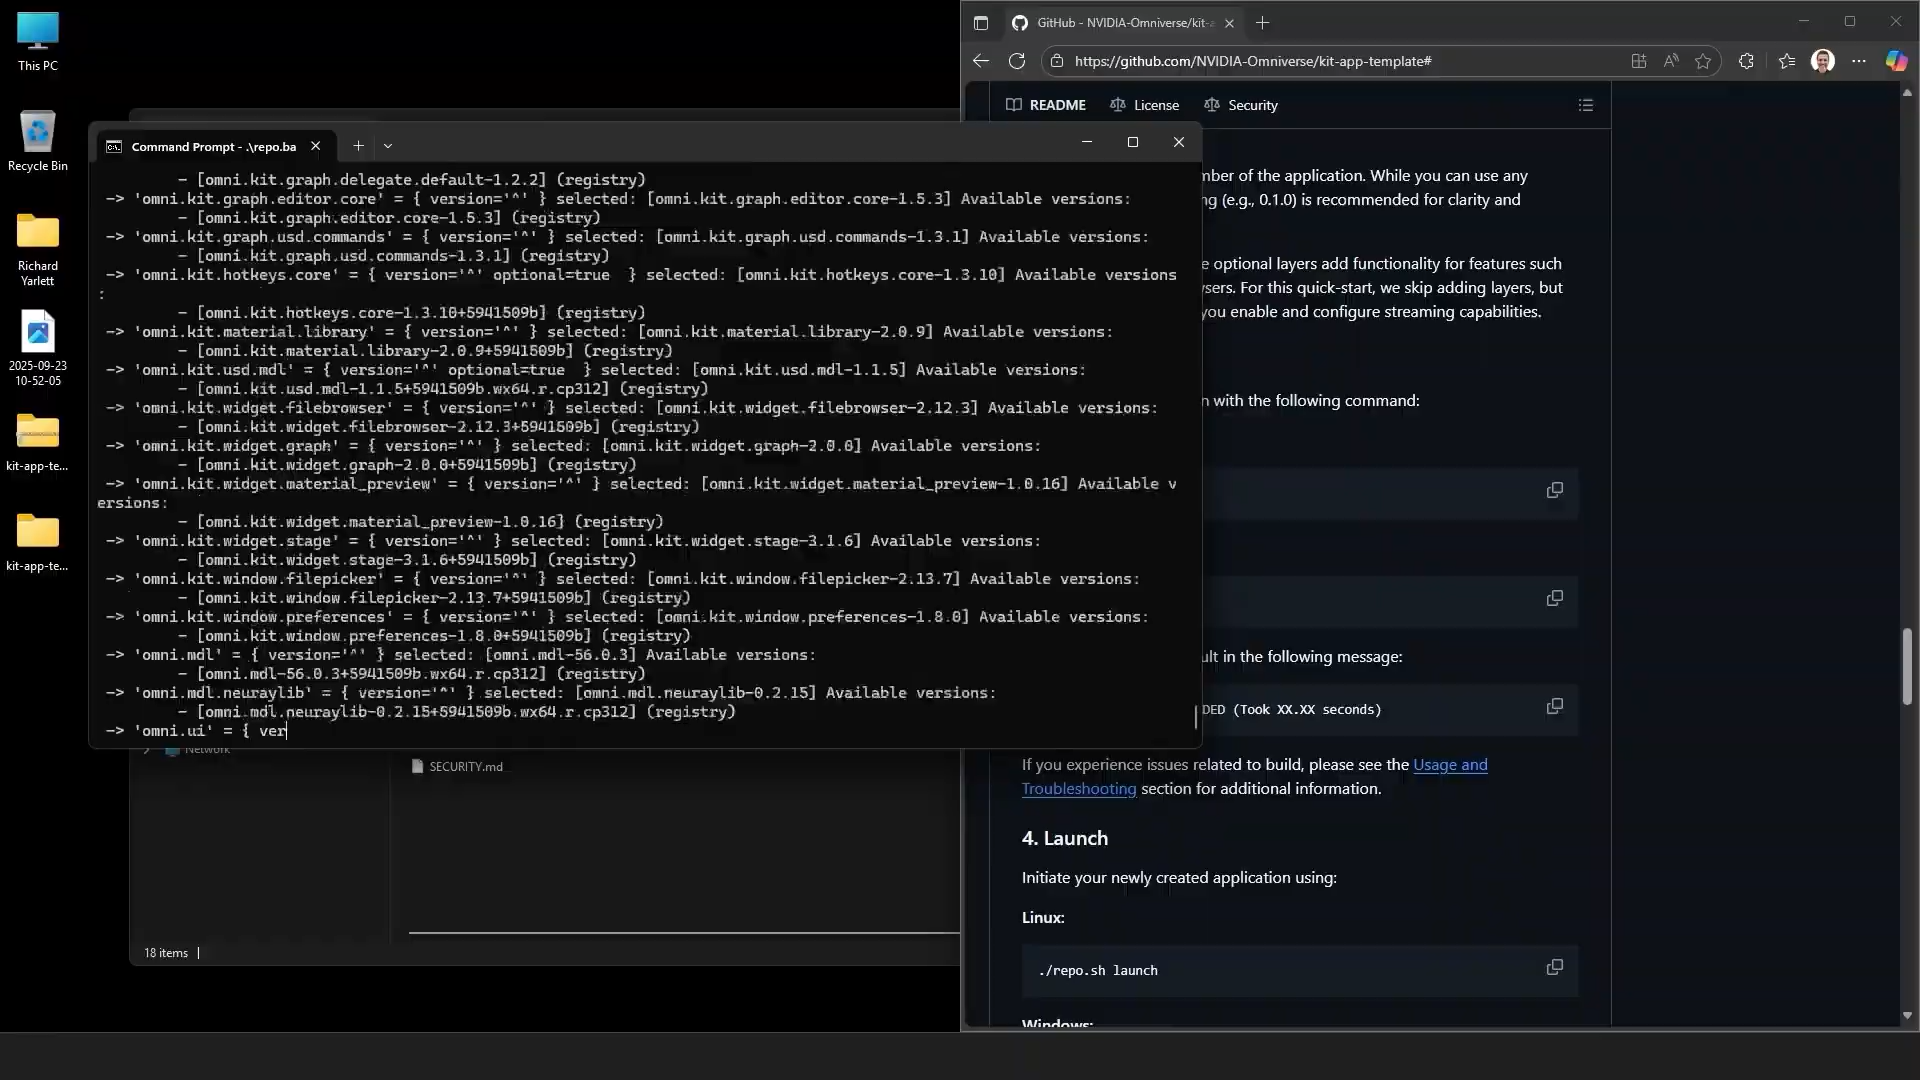 This PC
Recycle Bin
Richard
Yarlett
2025-09-23
10-52-05
kit-app-te...
kit-app-te...
Command Prompt - .\repo.ba
- [omni.kit.graph.delegate.default-1.2.2] (registry)
-> 'omni.kit.graph.editor.core' = { version='^' } selected: [omni.kit.graph.editor.core-1.5.3] Available versions:
- [omni.kit.graph.editor.core-1.5.3] (registry)
-> 'omni.kit.graph.usd.commands' = { version='^' } selected: [omni.kit.graph.usd.commands-1.3.1] Available versions:
- [omni.kit.graph.usd.commands-1.3.1] (registry)
-> 'omni.kit.hotkeys.core' = { version='^' optional=true  } selected: [omni.kit.hotkeys.core-1.3.10] Available versions
:
- [omni.kit.hotkeys.core-1.3.10+5941509b] (registry)
-> 'omni.kit.material.library' = { version='^' } selected: [omni.kit.material.library-2.0.9] Available versions:
- [omni.kit.material.library-2.0.9+5941509b] (registry)
-> 'omni.kit.usd.mdl' = { version='^' optional=true  } selected: [omni.kit.usd.mdl-1.1.5] Available versions:
- [omni.kit.usd.mdl-1.1.5+5941509b.wx64.r.cp312] (registry)
-> 'omni.kit.widget.filebrowser' = { version='^' } selected: [omni.kit.widget.filebrowser-2.12.3] Available versions:
- [omni.kit.widget.filebrowser-2.12.3+5941509b] (registry)
-> 'omni.kit.widget.graph' = { version='^' } selected: [omni.kit.widget.graph-2.0.0] Available versions:
- [omni.kit.widget.graph-2.0.0+5941509b] (registry)
-> 'omni.kit.widget.material_preview' = { version='^' } selected: [omni.kit.widget.material_preview-1.0.16] Available v
ersions:
- [omni.kit.widget.material_preview-1.0.16] (registry)
-> 'omni.kit.widget.stage' = { version='^' } selected: [omni.kit.widget.stage-3.1.6] Available versions:
- [omni.kit.widget.stage-3.1.6+5941509b] (registry)
-> 'omni.kit.window.filepicker' = { version='^' } selected: [omni.kit.window.filepicker-2.13.7] Available versions:
- [omni.kit.window.filepicker-2.13.7+5941509b] (registry)
-> 'omni.kit.window.preferences' = { version='^' } selected: [omni.kit.window.preferences-1.8.0] Available versions:
- [omni.kit.window.preferences-1.8.0+5941509b] (registry)
-> 'omni.mdl' = { version='^' } selected: [omni.mdl-56.0.3] Available versions:
- [omni.mdl-56.0.3+5941509b.wx64.r.cp312] (registry)
-> 'omni.mdl.neuraylib' = { version='^' } selected: [omni.mdl.neuraylib-0.2.15] Available versions:
- [omni.mdl.neuraylib-0.2.15+5941509b.wx64.r.cp312] (registry)
-> 'omni.ui' = { ver
Network
SECURITY.md
18 items
GitHub - NVIDIA-Omniverse/kit-a
https://github.com/NVIDIA-Omniverse/kit-app-template#
README License Security
mber of the application. While you can use any
ng (e.g., 0.1.0) is recommended for clarity and
e optional layers add functionality for features such
sers. For this quick-start, we skip adding layers, but
you enable and configure streaming capabilities.
n with the following command:
ult in the following message:
DED (Took XX.XX seconds)
If you experience issues related to build, please see the Usage and
Troubleshooting section for additional information.
4. Launch
Initiate your newly created application using:
Linux:
./repo.sh launch
Windows: